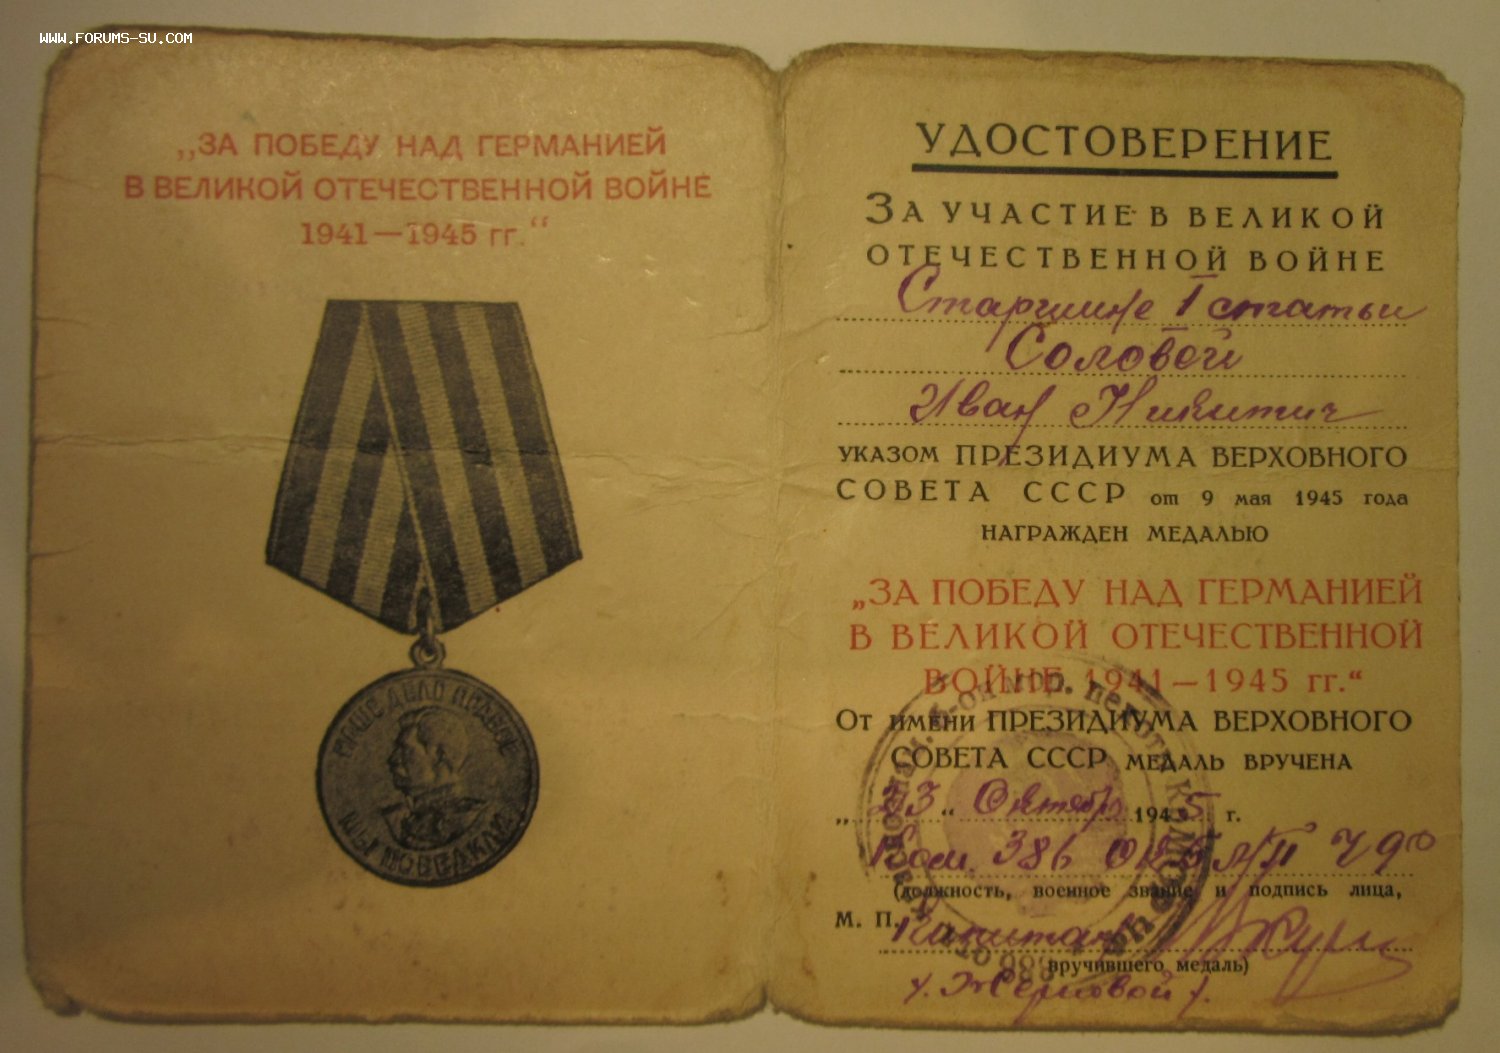 WWW.FORUMS-SU.COM
„ЗА ПОБЕДУ НАД ГЕРМАНИЕЙ
В ВЕЛИКОЙ ОТЕЧЕСТВЕННОЙ ВОЙНЕ
1941—1945 гг.“
НАШЕ ДЕЛО ПРАВОЕ
МЫ ПОБЕДИЛИ
УДОСТОВЕРЕНИЕ
ЗА УЧАСТИЕ В ВЕЛИКОЙ
ОТЕЧЕСТВЕННОЙ ВОЙНЕ
Старшине I статьи
Соловей
Иван Никитич
УКАЗОМ ПРЕЗИДИУМА ВЕРХОВНОГО
СОВЕТА СССР от 9 мая 1945 года
НАГРАЖДЕН МЕДАЛЬЮ
„ЗА ПОБЕДУ НАД ГЕРМАНИЕЙ
В ВЕЛИКОЙ ОТЕЧЕСТВЕННОЙ
ВОЙНЕ 1941—1945 гг.“
ОТ ИМЕНИ ПРЕЗИДИУМА ВЕРХОВНОГО
СОВЕТА СССР МЕДАЛЬ ВРУЧЕНА
„23“ Октябр 1945 г.
Ком. 386 ОКБМП ЧФ
(должность, военное звание и подпись лица,
М. П. Капитан
вручившего медаль)